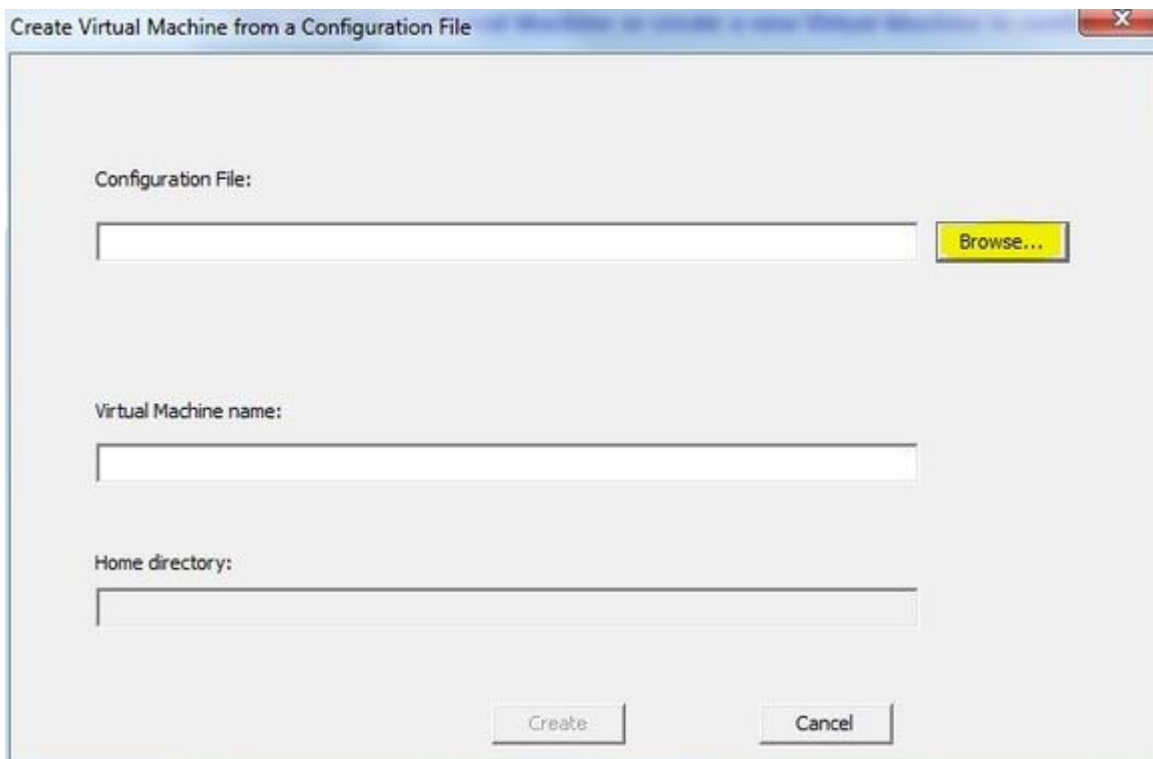 Create Virtual Machine from a Configuration File
Configuration File:
Browse...
Virtual Machine name:
Home directory:
Create
Cancel